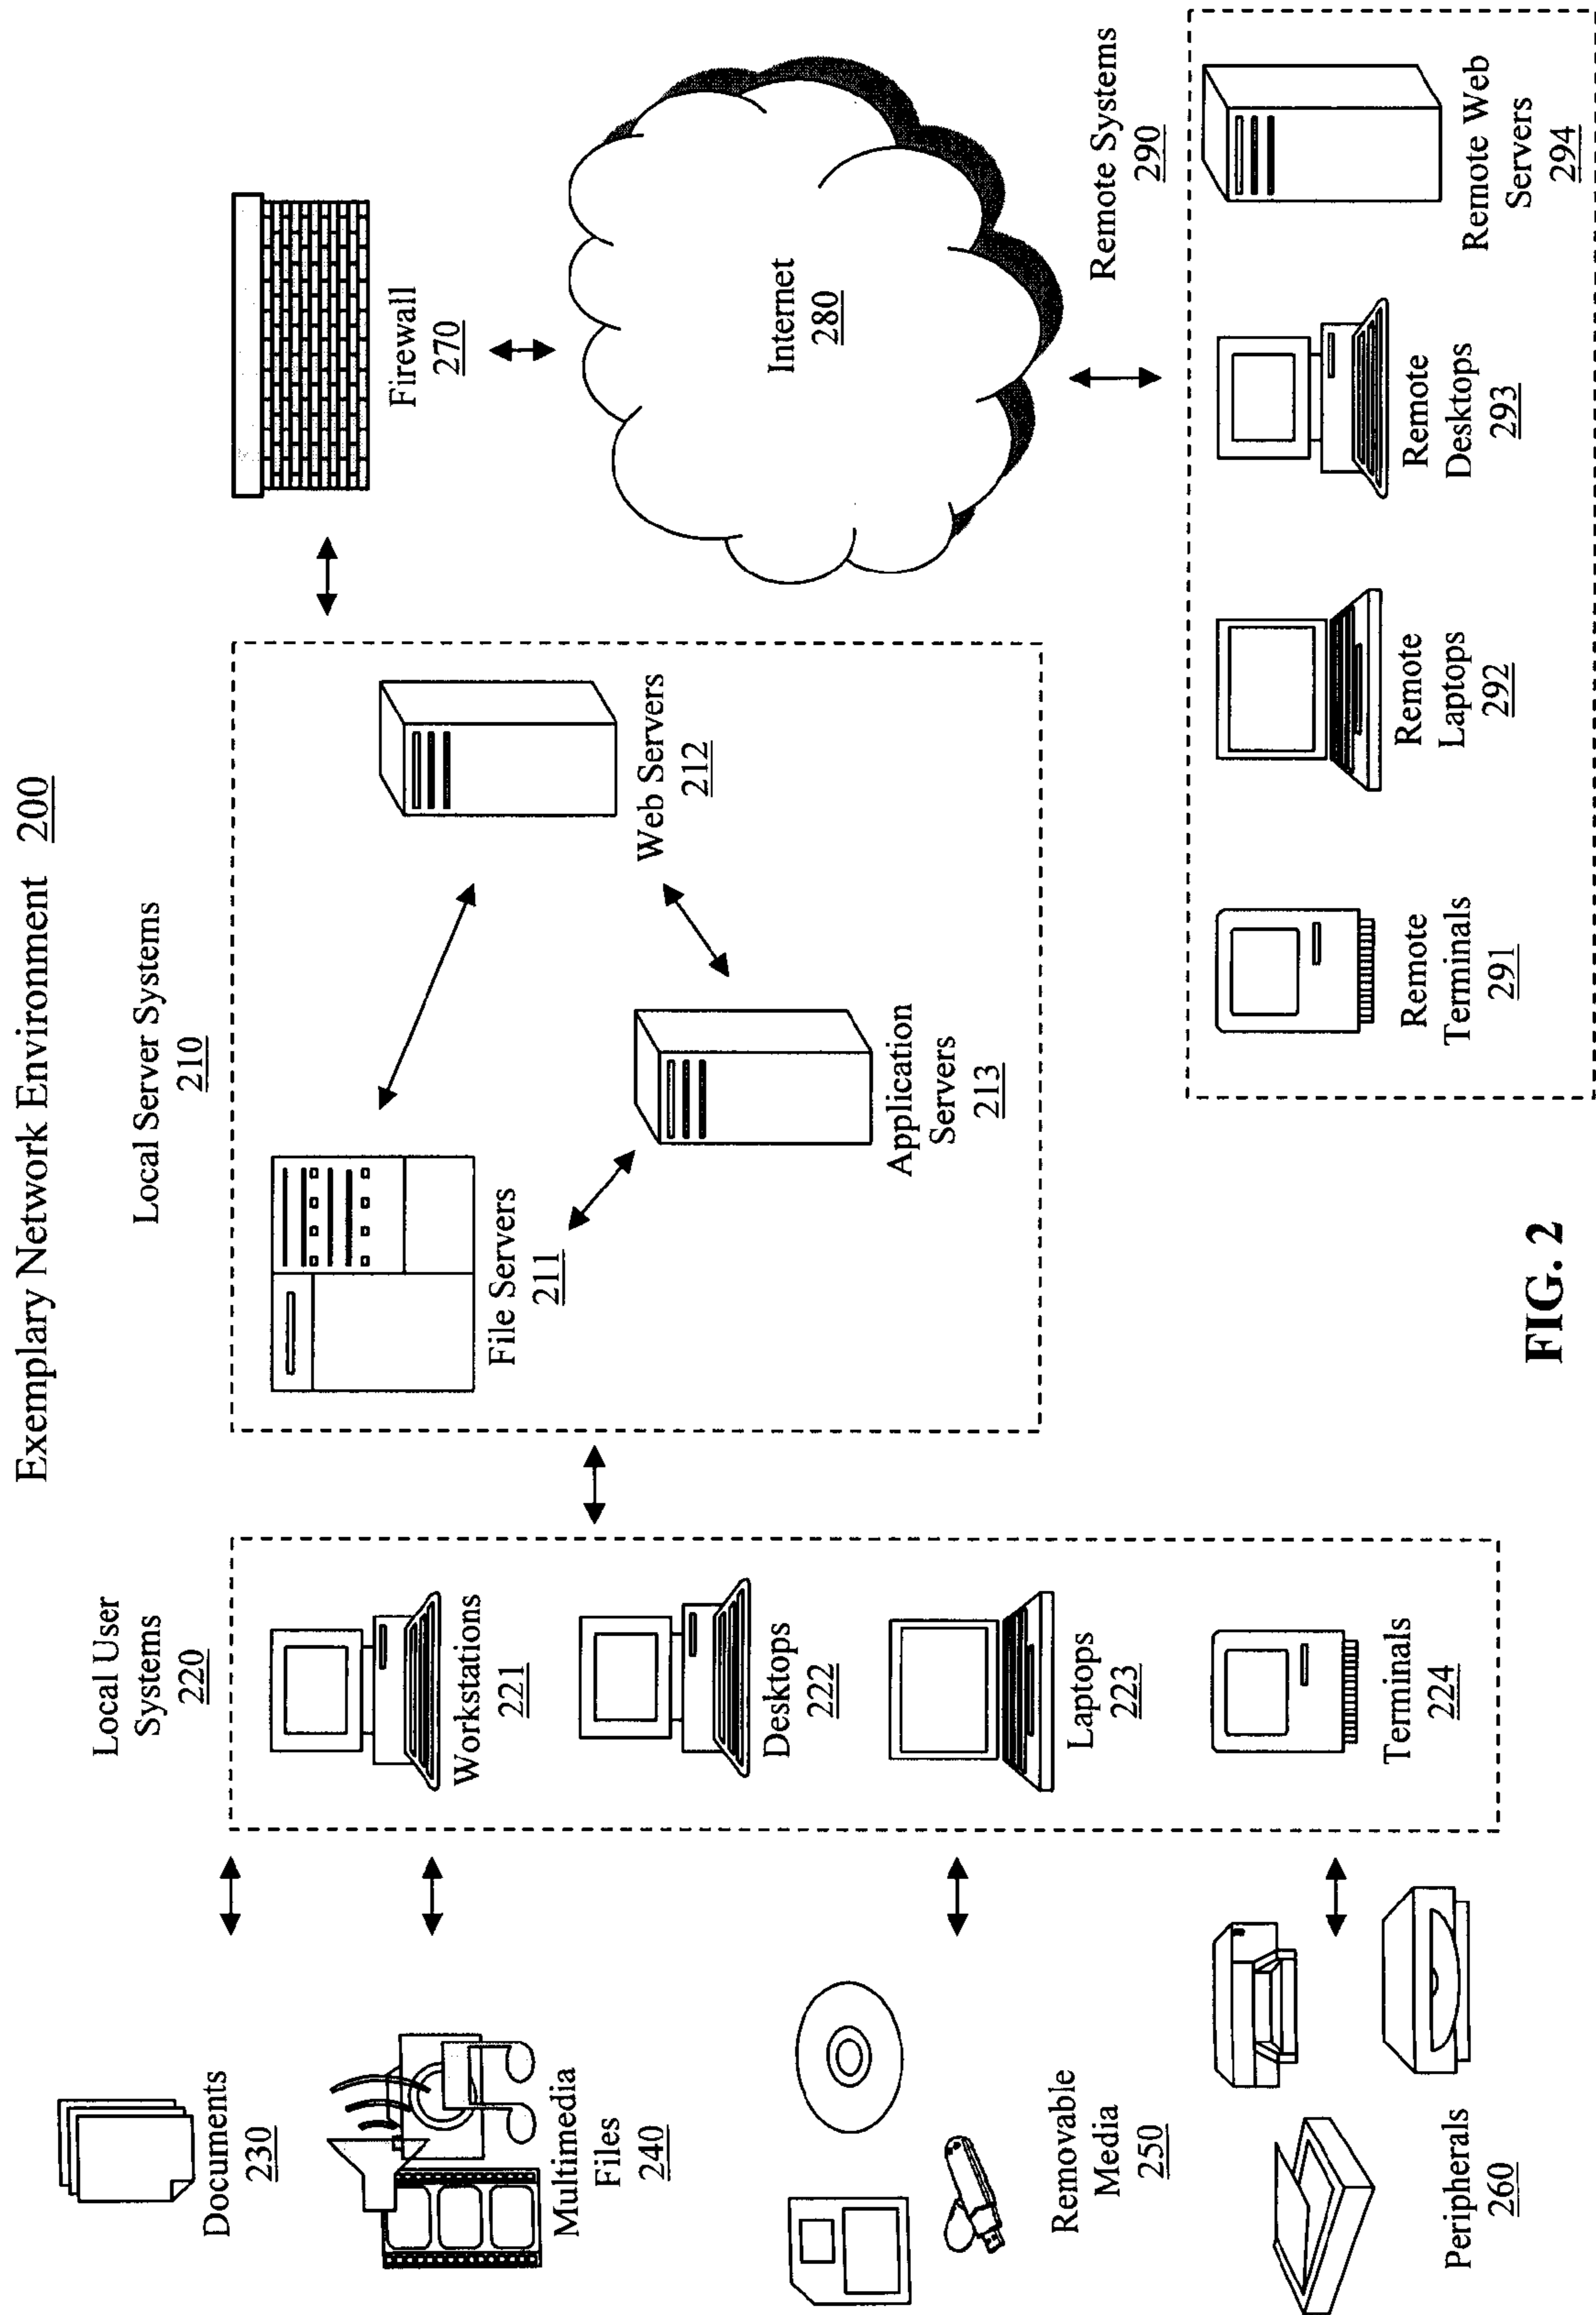 Exemplary Network Environment 200
Local User
Systems
220
Local Server Systems
210
Documents
230
Multimedia
Files
240
Removable
Media
250
Peripherals
260
Workstations
221
Desktops
222
Laptops
223
Terminals
224
File Servers
211
Web Servers
212
Application
Servers
213
Firewall
270
Internet
280
Remote Systems
290
Remote
Terminals
291
Remote
Laptops
292
Remote
Desktops
293
Remote Web
Servers
294
FIG. 2